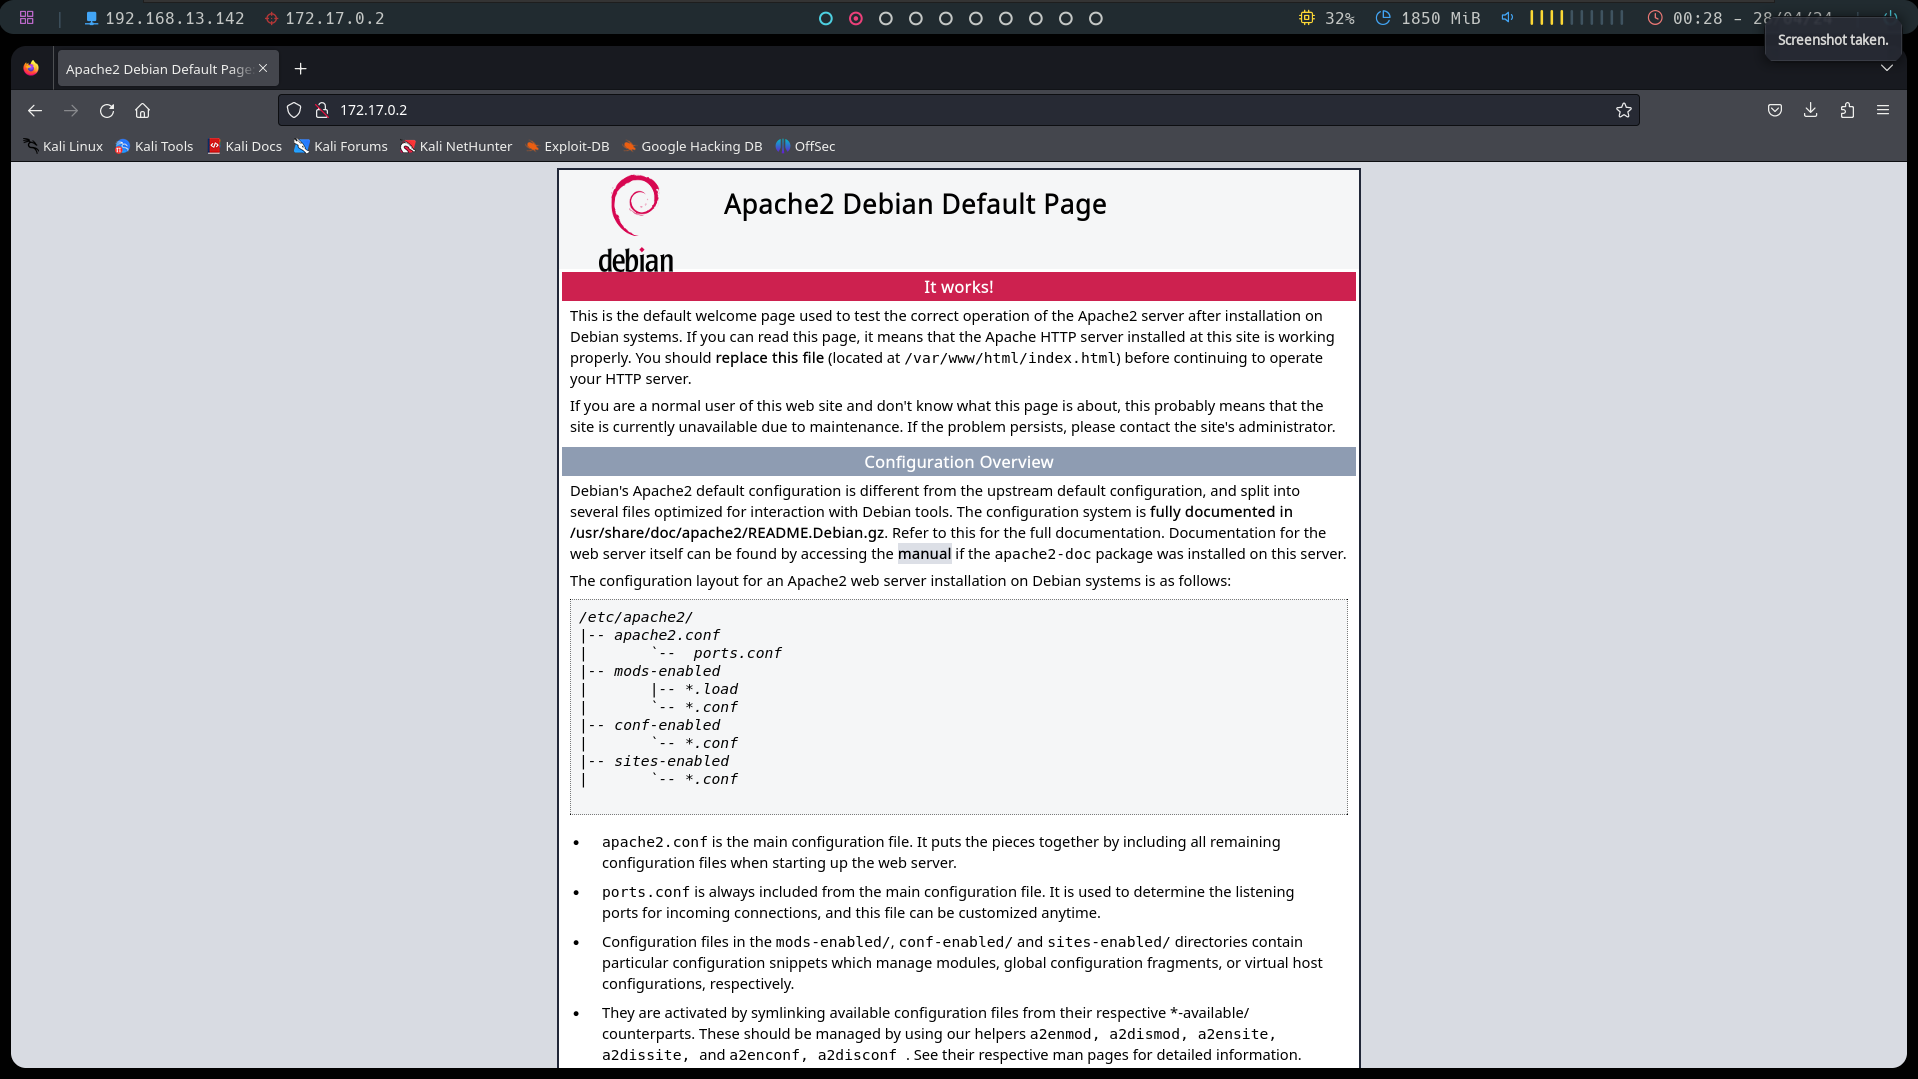 192.168.13.142 172.17.0.2 32% 1850 MiB 00:28 - 28/04/24
Screenshot taken.
Apache2 Debian Default Page
172.17.0.2
Kali Linux Kali Tools Kali Docs Kali Forums Kali NetHunter Exploit-DB Google Hacking DB OffSec
debian
Apache2 Debian Default Page
It works!
This is the default welcome page used to test the correct operation of the Apache2 server after installation on
Debian systems. If you can read this page, it means that the Apache HTTP server installed at this site is working
properly. You should replace this file (located at /var/www/html/index.html) before continuing to operate
your HTTP server.
If you are a normal user of this web site and don't know what this page is about, this probably means that the
site is currently unavailable due to maintenance. If the problem persists, please contact the site's administrator.
Configuration Overview
Debian's Apache2 default configuration is different from the upstream default configuration, and split into
several files optimized for interaction with Debian tools. The configuration system is fully documented in
/usr/share/doc/apache2/README.Debian.gz. Refer to this for the full documentation. Documentation for the
web server itself can be found by accessing the manual if the apache2-doc package was installed on this server.
The configuration layout for an Apache2 web server installation on Debian systems is as follows:
/etc/apache2/
|-- apache2.conf
|       `--  ports.conf
|-- mods-enabled
|       |-- *.load
|       `-- *.conf
|-- conf-enabled
|       `-- *.conf
|-- sites-enabled
|       `-- *.conf
• apache2.conf is the main configuration file. It puts the pieces together by including all remaining
configuration files when starting up the web server.
• ports.conf is always included from the main configuration file. It is used to determine the listening
ports for incoming connections, and this file can be customized anytime.
• Configuration files in the mods-enabled/, conf-enabled/ and sites-enabled/ directories contain
particular configuration snippets which manage modules, global configuration fragments, or virtual host
configurations, respectively.
• They are activated by symlinking available configuration files from their respective *-available/
counterparts. These should be managed by using our helpers a2enmod, a2dismod, a2ensite,
a2dissite, and a2enconf, a2disconf . See their respective man pages for detailed information.